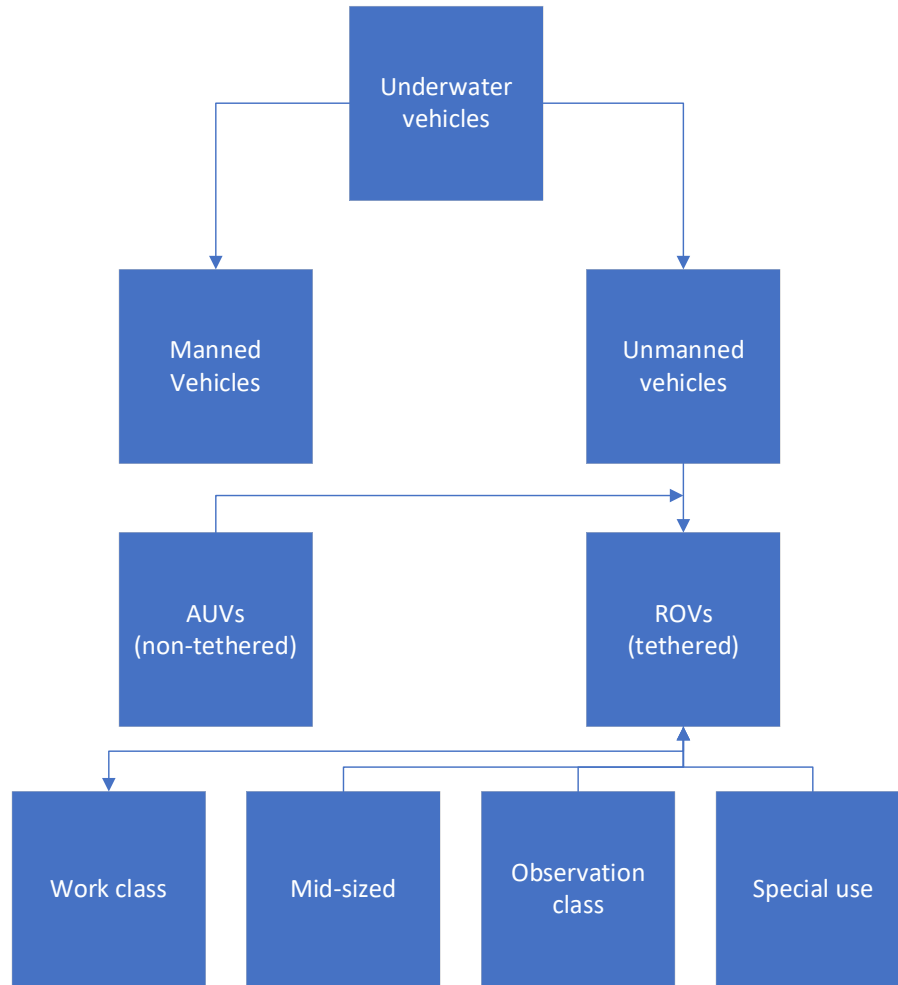 Underwater
vehicles
Manned
Vehicles
Unmanned
vehicles
AUVs
(non-tethered)
ROVs
(tethered)
Work class
Mid-sized
Observation
class
Special use